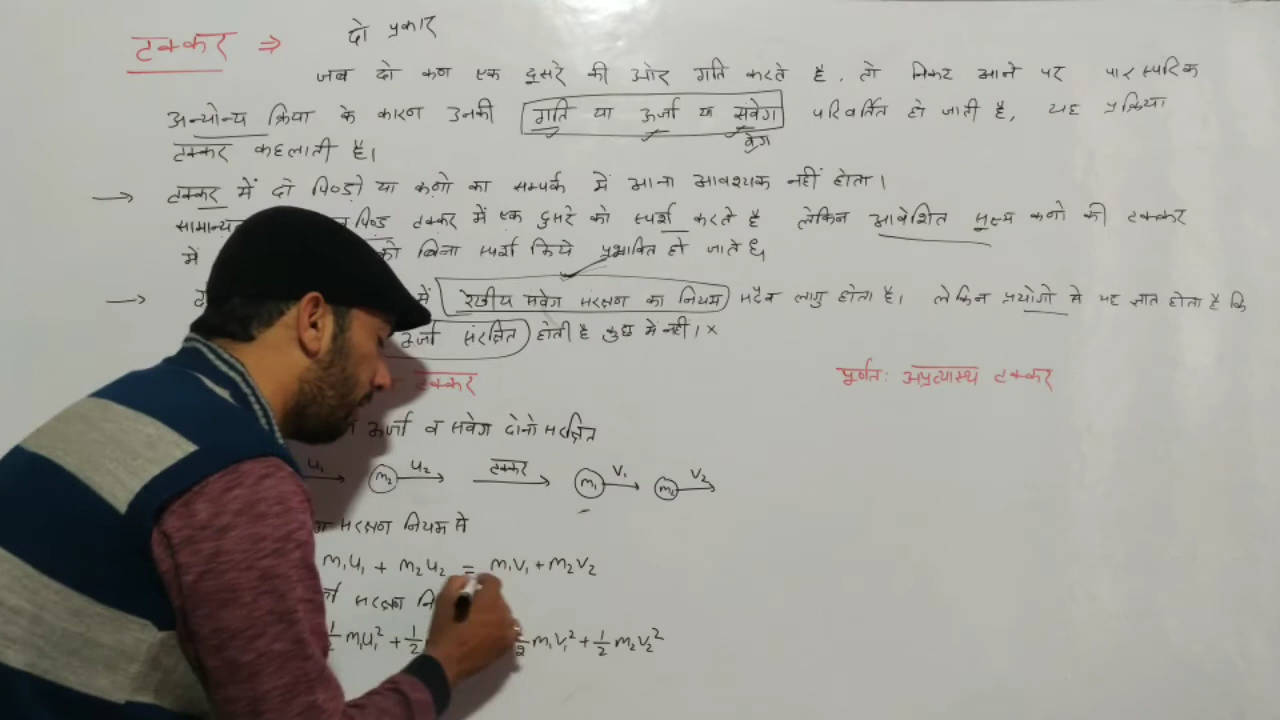 टक्कर ⇒ दो प्रकार
जब दो कण एक दूसरे की ओर गति करते है, तो निकट आने पर पारस्परिक
अन्योन्य क्रिया के कारण उनकी गति या ऊर्जा या संवेग परिवर्तित हो जाती है, यह प्रक्रिया
वेग
टक्कर कहलाती है।
→ टक्कर में दो पिण्डो या कणो का सम्पर्क में आना आवश्यक नहीं होता।
सामान्य पिण्ड टक्कर में एक दुसरे को स्पर्श करते है लेकिन आवेशित सूक्ष्म कणो की टक्कर
में को बिना स्पर्श किये प्रभावित हो जाते है
→ में रेखीय संवेग संरक्षण का नियम सदैव लागु होता है। लेकिन प्रयोगो से यह ज्ञात होता है कि
ऊर्जा संरक्षित होती है कुछ मे नहीं। ×
टक्कर
पूर्णत: अप्रत्यास्थ टक्कर
ऊर्जा व संवेग दोनो संरक्षित
u₁ → m₂ u₂ → टक्कर → m₁ v₁ → v₂ →
संरक्षण नियम से
m₁u₁ + m₂u₂ = m₁v₁ + m₂v₂
संरक्षण
m₁u₁² + 1/2 m₁v₁² + 1/2 m₂v₂²